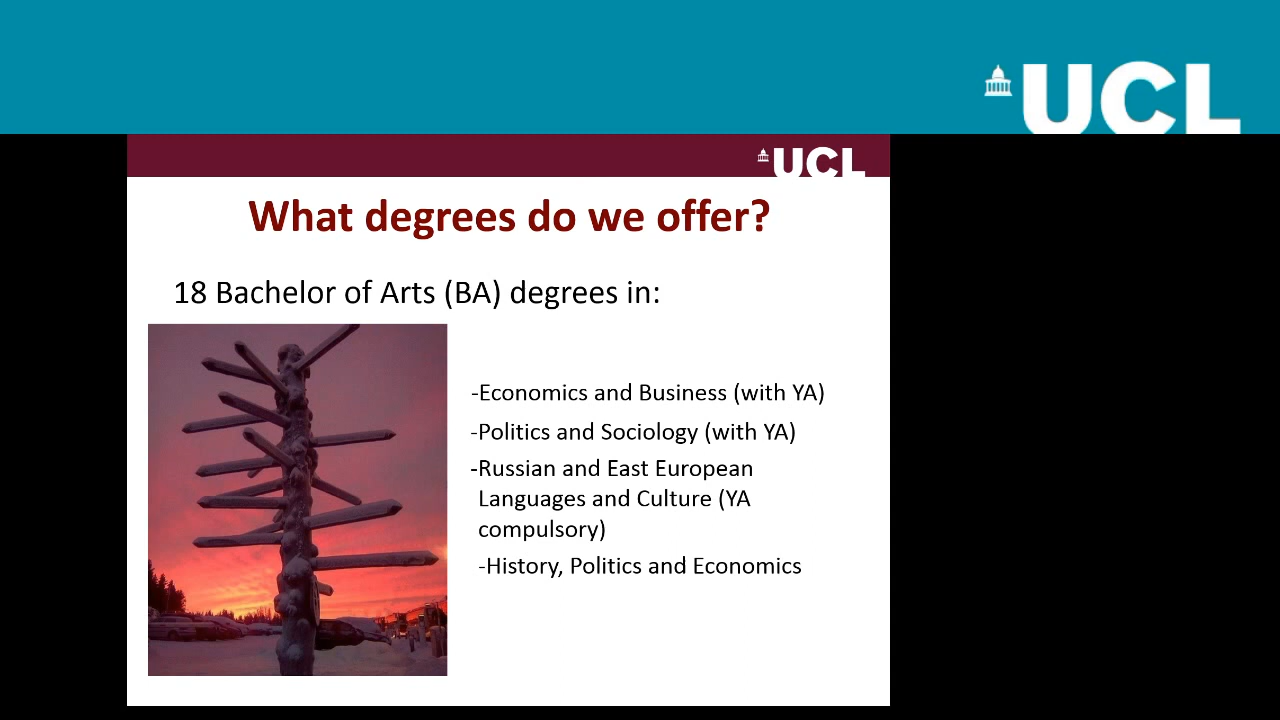 UCL
UCL
What degrees do we offer?
18 Bachelor of Arts (BA) degrees in:
-Economics and Business (with YA)
-Politics and Sociology (with YA)
-Russian and East European
Languages and Culture (YA
compulsory)
-History, Politics and Economics